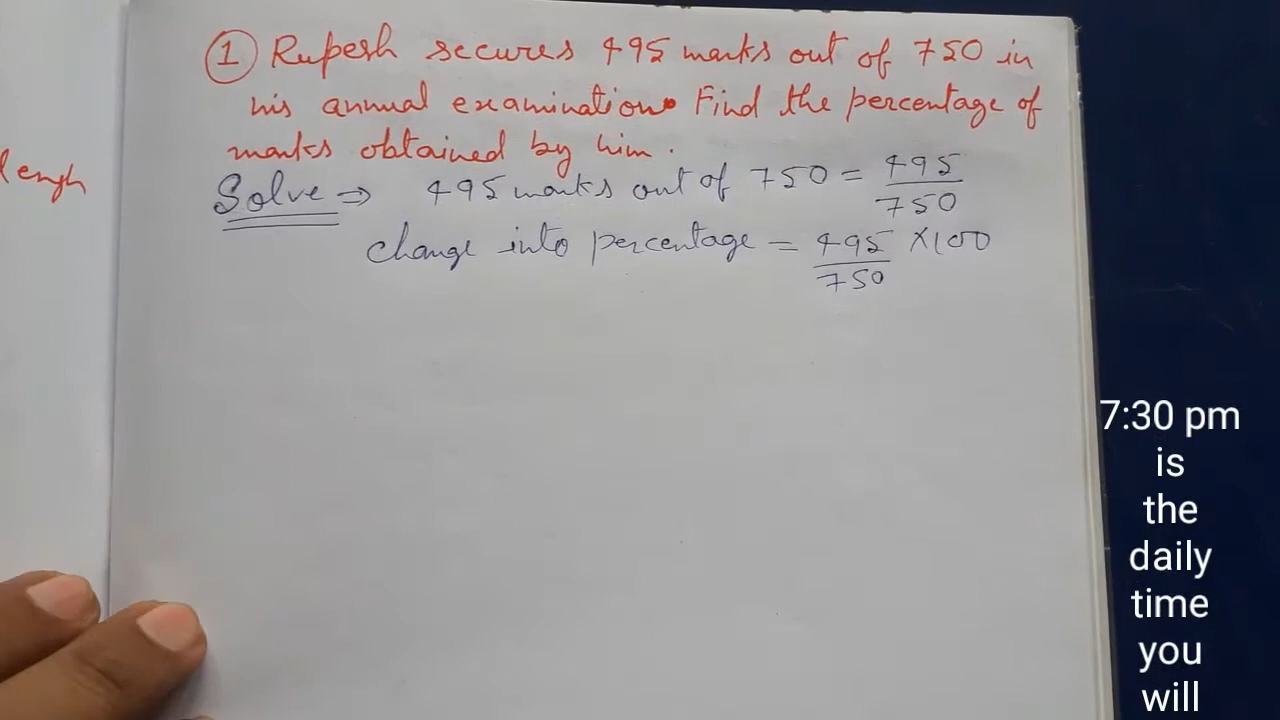 ① Rupesh secures 495 marks out of 750 in
his annual examination. Find the percentage of
marks obtained by him.
length
Solve ⇒ 495 marks out of 750 = 495/750
change into percentage = 495/750 ×100
7:30 pm
is
the
daily
time
you
will